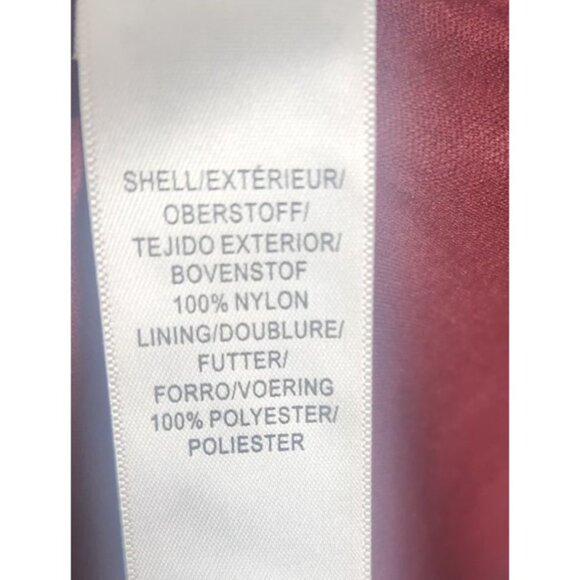 SHELL/EXTÉRIEUR/
OBERSTOFF/
TEJIDO EXTERIOR/
BOVENSTOF
100% NYLON
LINING/DOUBLURE/
FUTTER/
FORRO/VOERING
100% POLYESTER/
POLIESTER